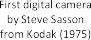 First digital camera
by Steve Sasson
from Kodak (1975)